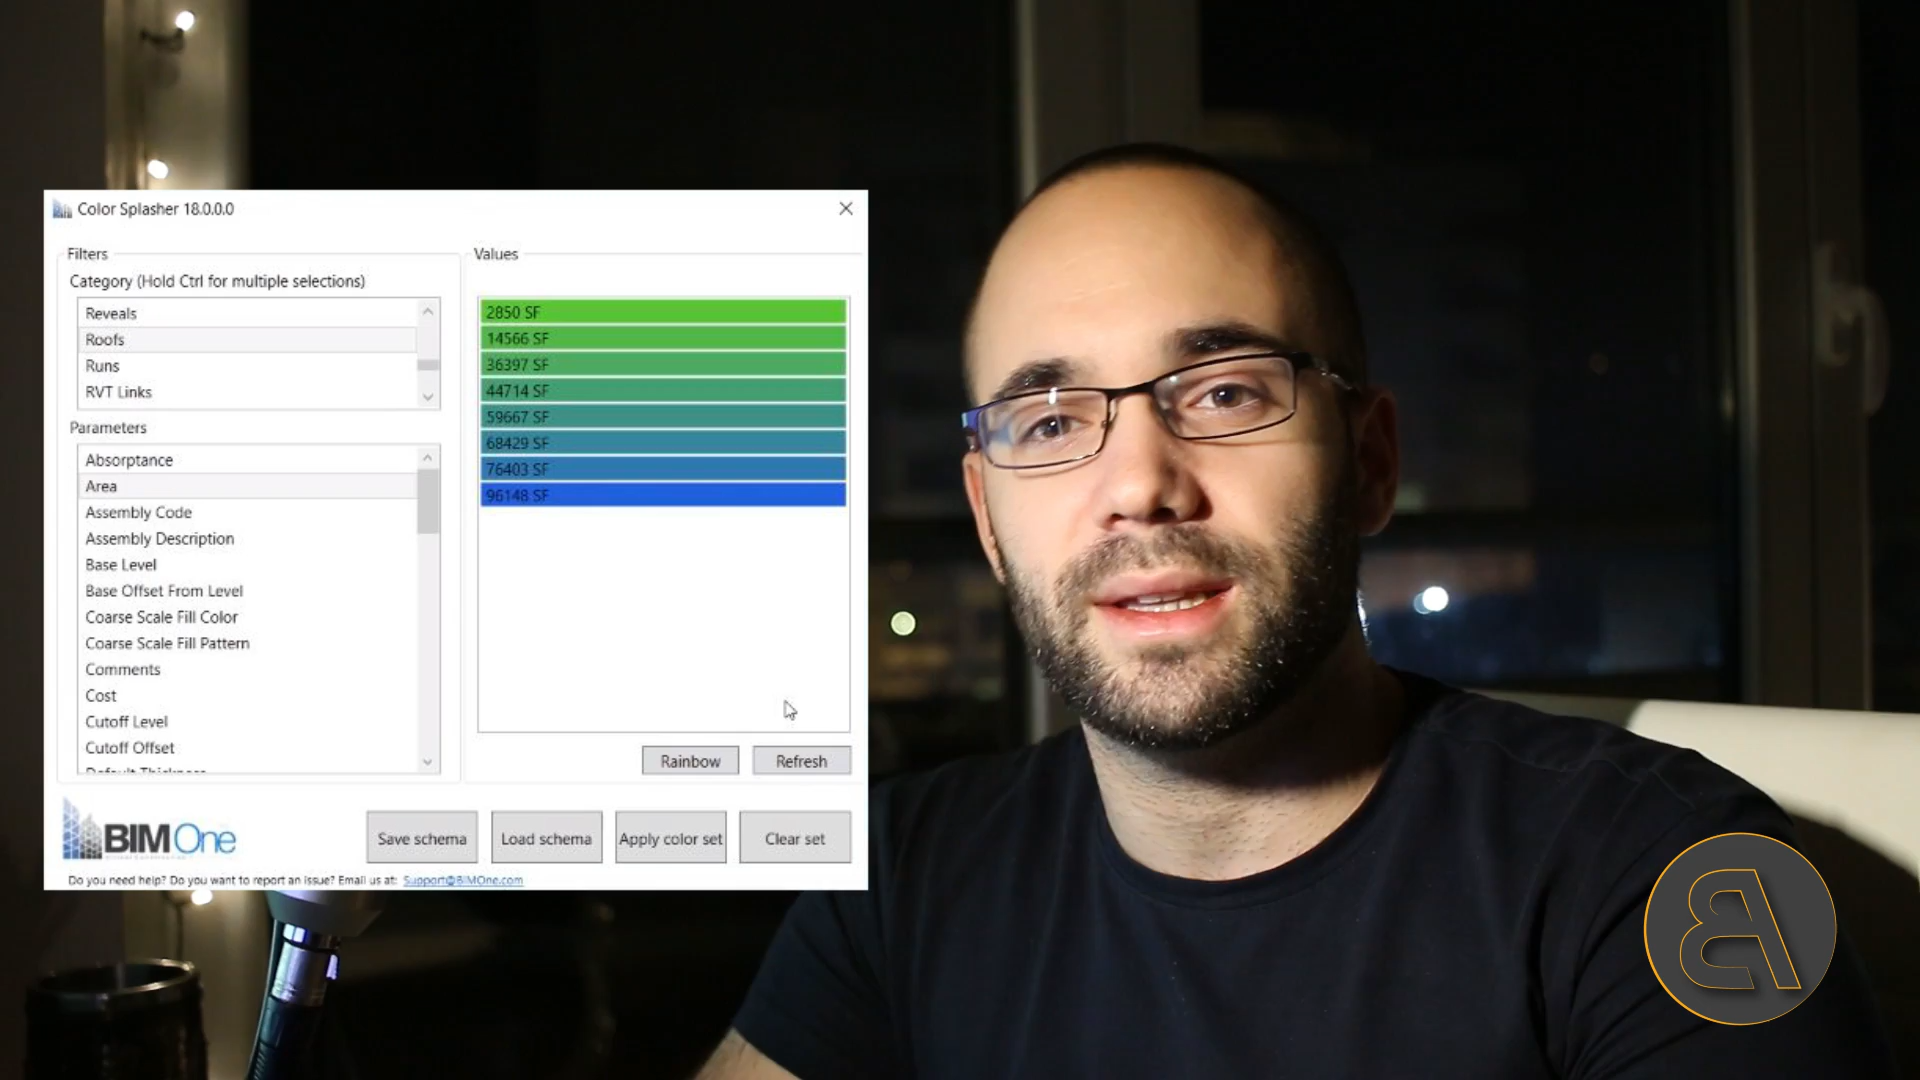 Color Splasher 18.0.0.0
Filters
Category (Hold Ctrl for multiple selections)
Reveals
Roofs
Runs
RVT Links
Parameters
Absorptance
Area
Assembly Code
Assembly Description
Base Level
Base Offset From Level
Coarse Scale Fill Color
Coarse Scale Fill Pattern
Comments
Cost
Cutoff Level
Cutoff Offset
Default Thickness
Values
2850 SF
14566 SF
36397 SF
44714 SF
59667 SF
68429 SF
76403 SF
96148 SF
Rainbow
Refresh
BIMOne
Save schema
Load schema
Apply color set
Clear set
Do you need help? Do you want to report an issue? Email us at: Support@BIMOne.com